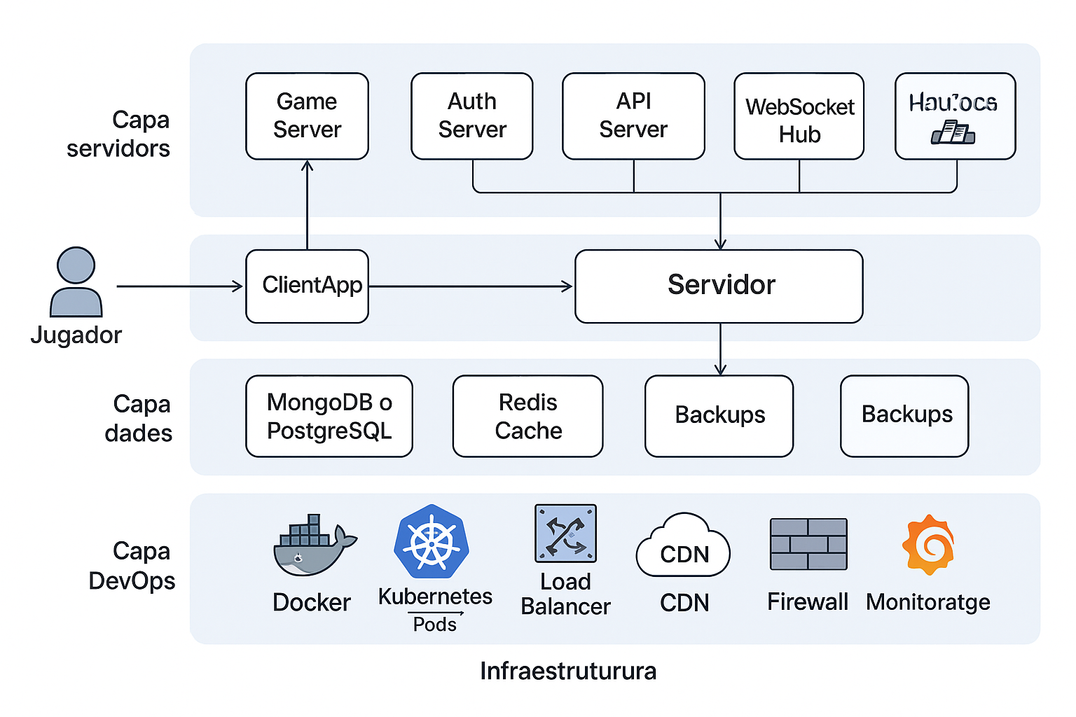 Capa
servidors
Game
Server
Auth
Server
API
Server
WebSocket
Hub
Jugador
ClientApp
Servidor
Capa
dades
MongoDB o
PostgreSQL
Redis
Cache
Backups
Backups
Capa
DevOps
Docker
Kubernetes
Pods
Load
Balancer
CDN
CDN
Firewall
Monitoratge
Infraestruturura